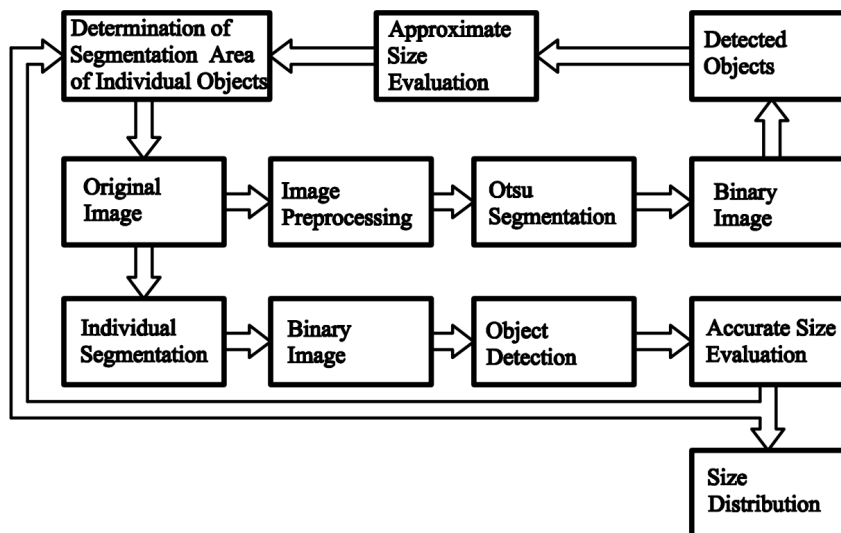 Determination of
Segmentation Area
of Individual Objects
Approximate
Size
Evaluation
Detected
Objects
Original
Image
Image
Preprocessing
Otsu
Segmentation
Binary
Image
Individual
Segmentation
Binary
Image
Object
Detection
Accurate Size
Evaluation
Size
Distribution